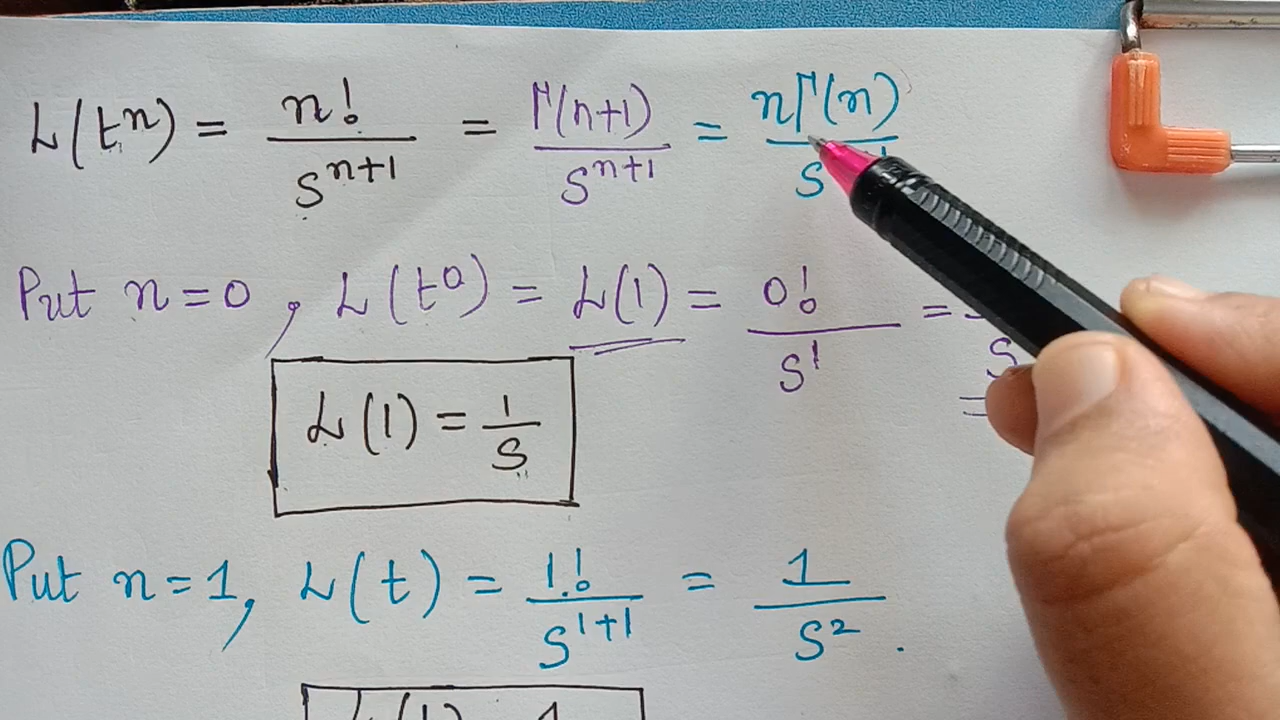 L(tⁿ) = n!/sⁿ⁺¹ = Γ(n+1)/sⁿ⁺¹ = nΓ(n)/s
Put n=0, L(t⁰) = L(1) = 0!/s¹ = /s
L(1) = 1/s
Put n=1, L(t) = 1!/s¹⁺¹ = 1/s².